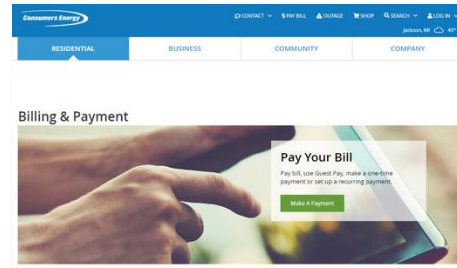 Consumers Energy
CONTACT
$ PAY BILL
OUTAGE
SHOP
SEARCH
LOG IN
Jackson, MI 45°
RESIDENTIAL
BUSINESS
COMMUNITY
COMPANY
Billing & Payment
Pay Your Bill
Pay bill, use Guest Pay, make a one-time
payment or set up a recurring payment.
Make A Payment